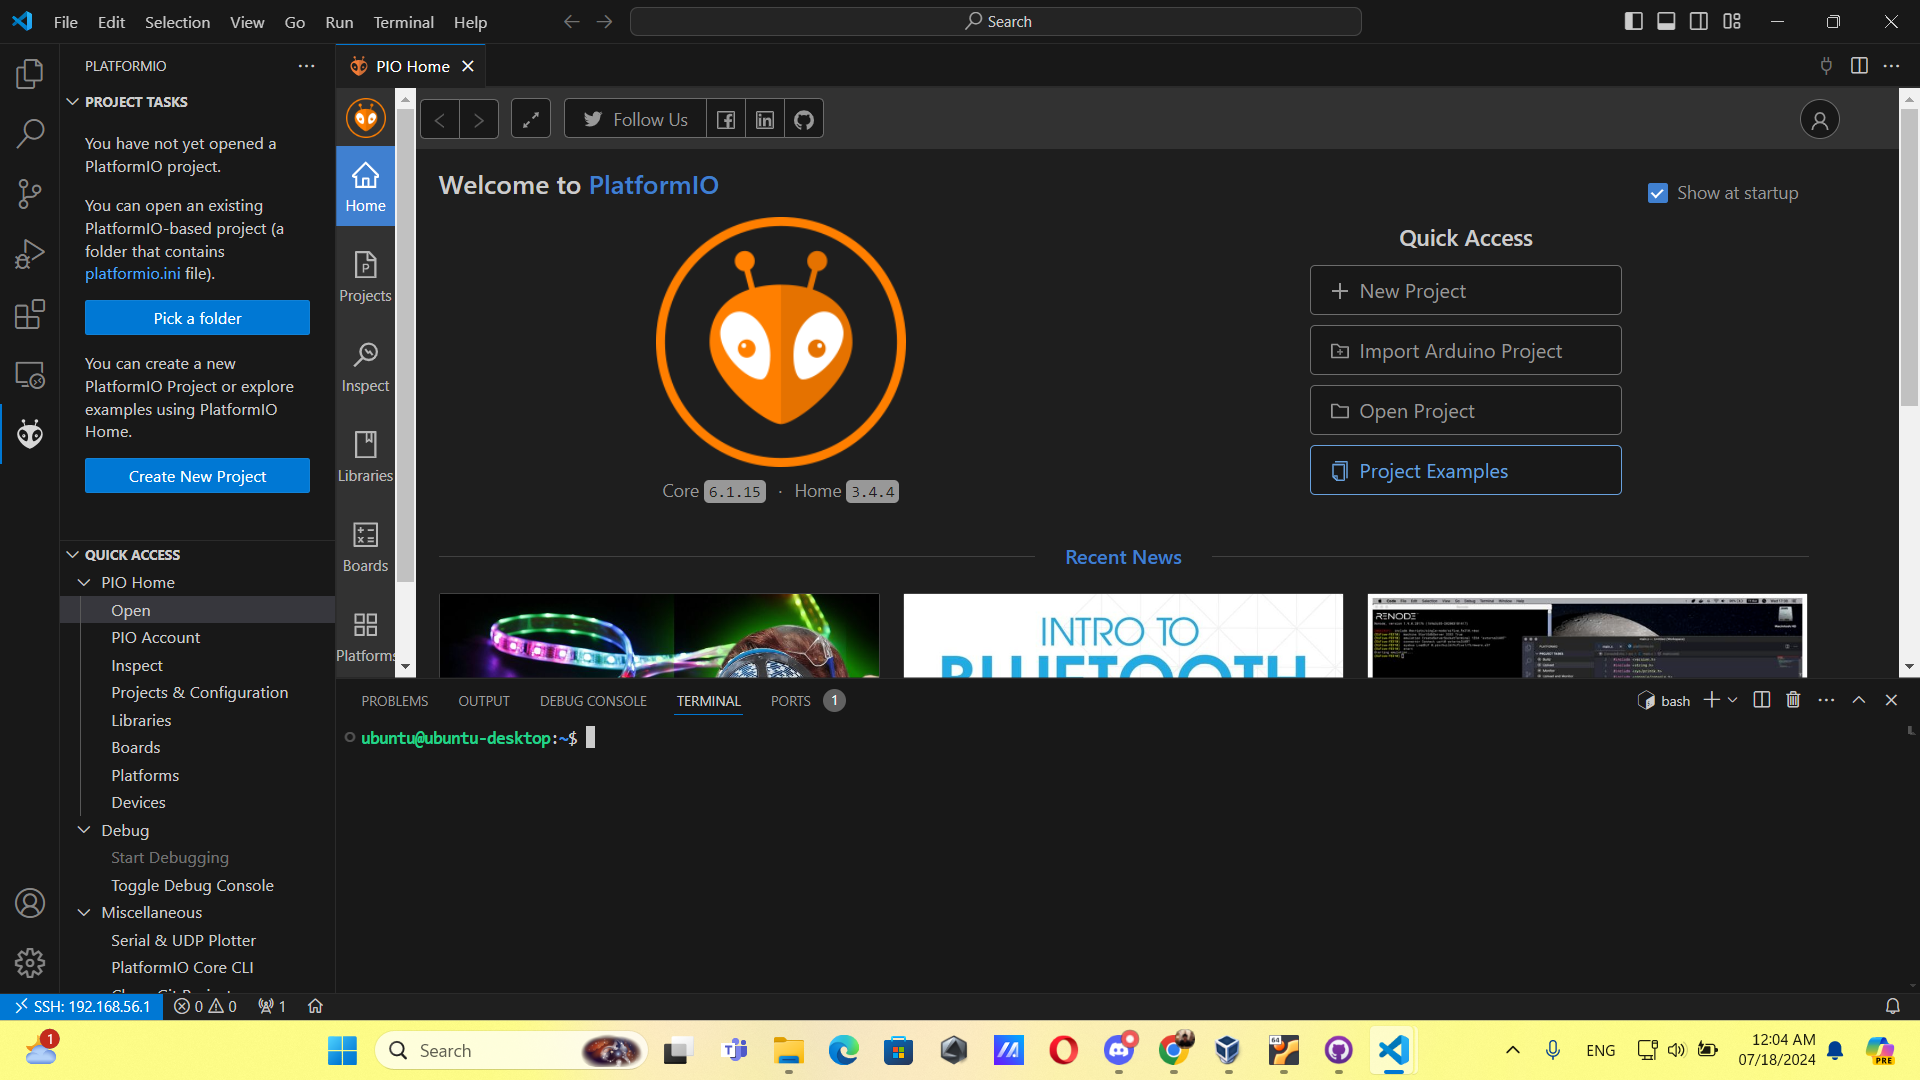 File Edit Selection View Go Run Terminal Help
Search
PLATFORMIO
PIO Home
PROJECT TASKS
You have not yet opened a
PlatformIO project.
You can open an existing
PlatformIO-based project (a
folder that contains
platformio.ini file).
Pick a folder
You can create a new
PlatformIO Project or explore
examples using PlatformIO
Home.
Create New Project
QUICK ACCESS
PIO Home
Open
PIO Account
Inspect
Projects & Configuration
Libraries
Boards
Platforms
Devices
Debug
Start Debugging
Toggle Debug Console
Miscellaneous
Serial & UDP Plotter
PlatformIO Core CLI
Home
Projects
Inspect
Libraries
Boards
Platforms
Follow Us
Welcome to PlatformIO
Show at startup
Core 6.1.15 · Home 3.4.4
Quick Access
New Project
Import Arduino Project
Open Project
Project Examples
Recent News
INTRO TO
BLUETOOTH
RENODE
PROBLEMS OUTPUT DEBUG CONSOLE TERMINAL PORTS 1
bash
ubuntu@ubuntu-desktop:~$
SSH: 192.168.56.1 0 0 1
1
Search
64
ENG
12:04 AM
07/18/2024
PRE